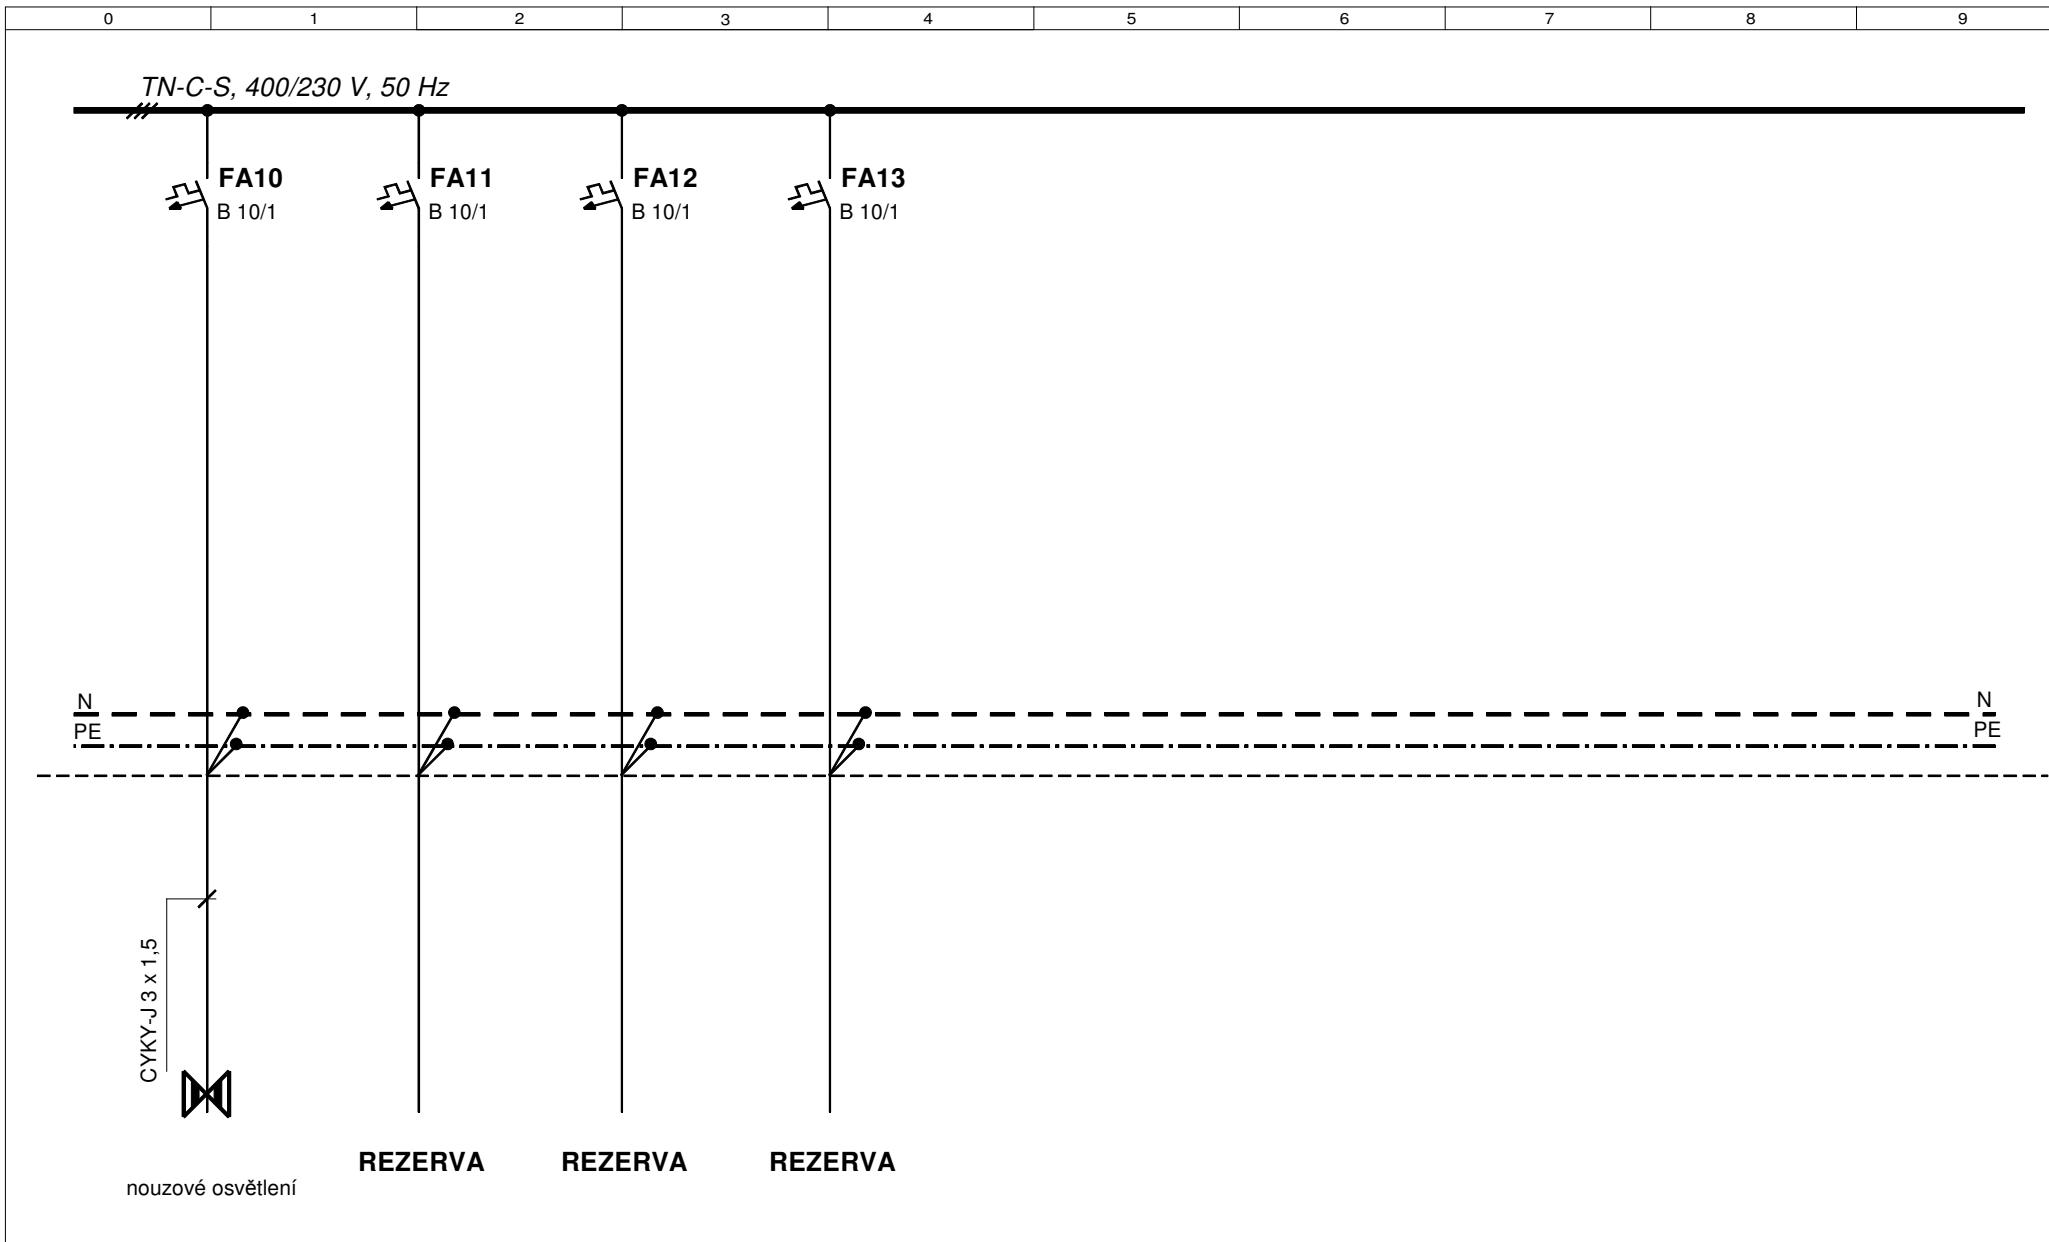 0 1 2 3 4 5 6 7 8 9
TN-C-S, 400/230 V, 50 Hz
FA10 FA11 FA12 FA13
B 10/1 B 10/1 B 10/1 B 10/1
N N
PE PE
CYKY-J 3 x 1,5
REZERVA REZERVA REZERVA
nouzové osvětlení